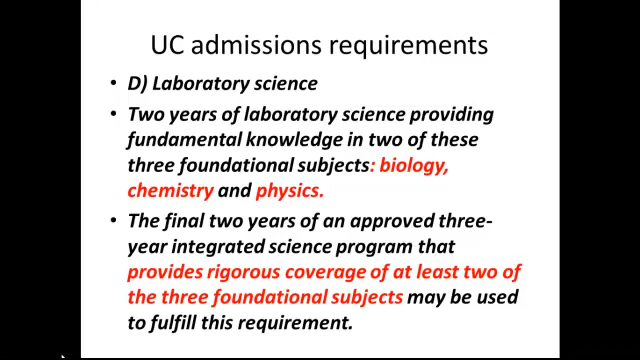 UC admissions requirements
• D) Laboratory science
• Two years of laboratory science providing
fundamental knowledge in two of these
three foundational subjects: biology,
chemistry and physics.
• The final two years of an approved three-
year integrated science program that
provides rigorous coverage of at least two of
the three foundational subjects may be used
to fulfill this requirement.